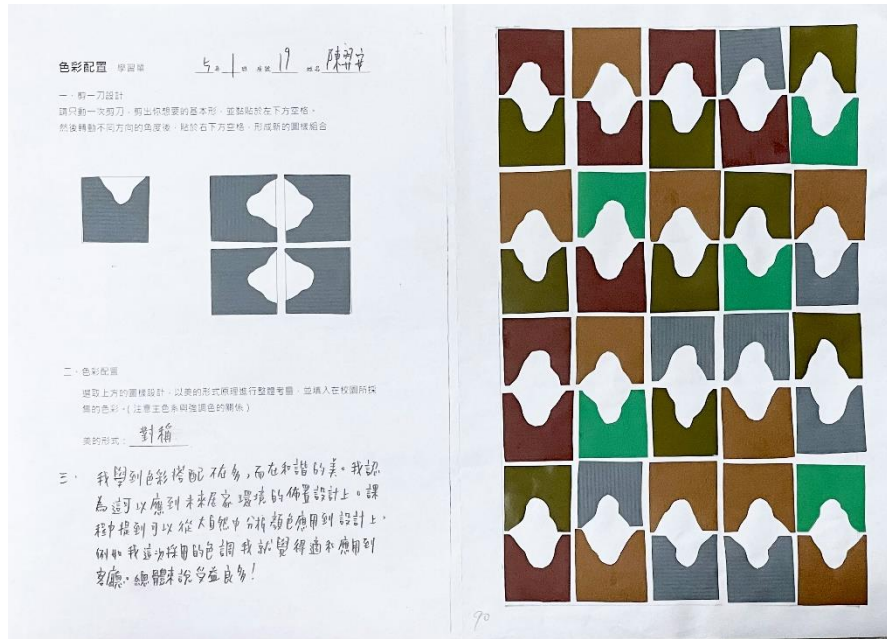 色彩配置 學習單 5 年 1 班 座號 19 姓名 陳羿安
一、剪一刀設計
請只動一次剪刀,剪出你想要的基本形,並黏貼於左下方空格。
然後轉動不同方向的角度後,貼於右下方空格,形成新的圖樣組合
二、色彩配置
選取上方的圖樣設計,以美的形式原理進行整體考量,並填入在校園所採
集的色彩。(注意主色系與強調色的關係)
美的形式: 對稱
三、我學到色彩搭配不在多,而在和諧的美。我認
為這可以應到未來居家環境的佈置設計上。課
程中提到可以從大自然中分析顏色應用到設計上,
例如我這次採用的色調我就覺得適和應用到
客廳。總體來說受益良多!
90